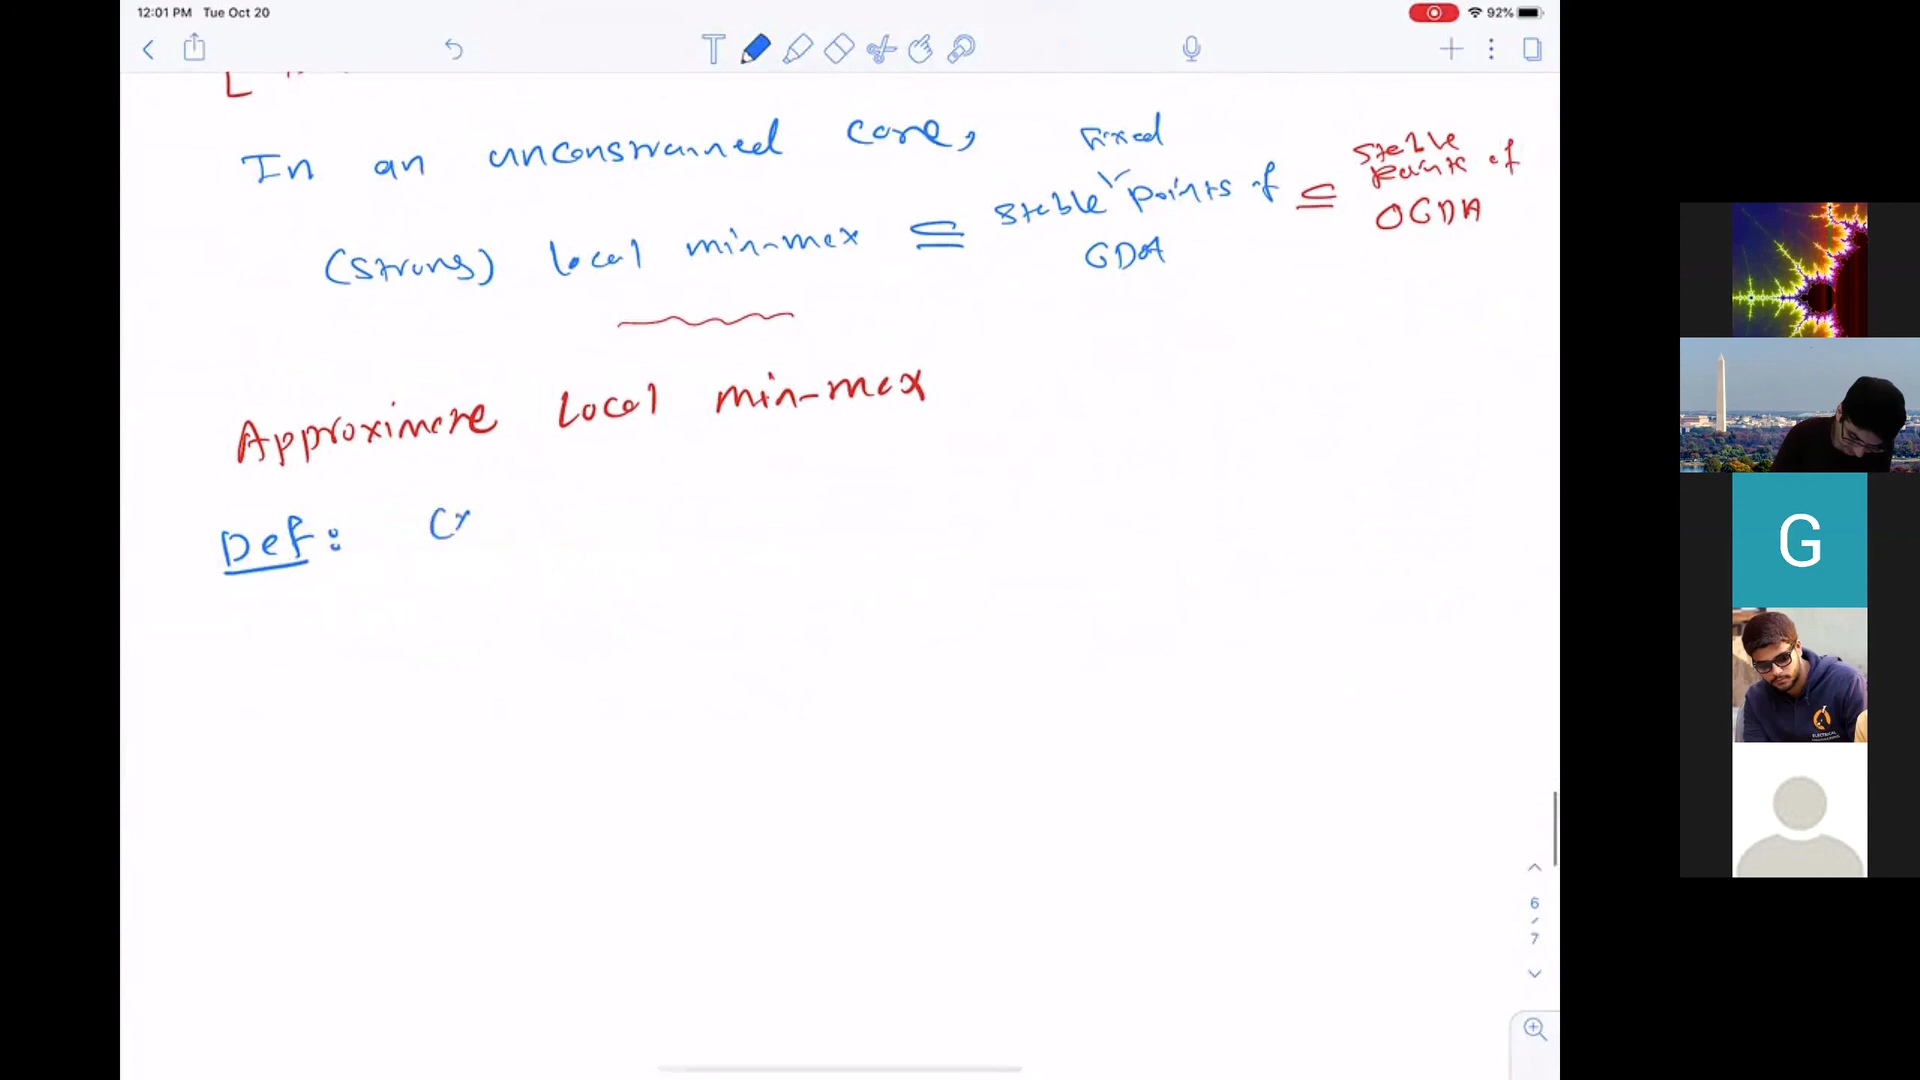 12:01 PM Tue Oct 20
92%
In an unconstrained case, fixed
stable points of
GDA
stable
points of
OGDA
(strong) local min-max ⊆
⊆
Approximate Local min-max
Def: (x
6
7
G
ELECTRICAL